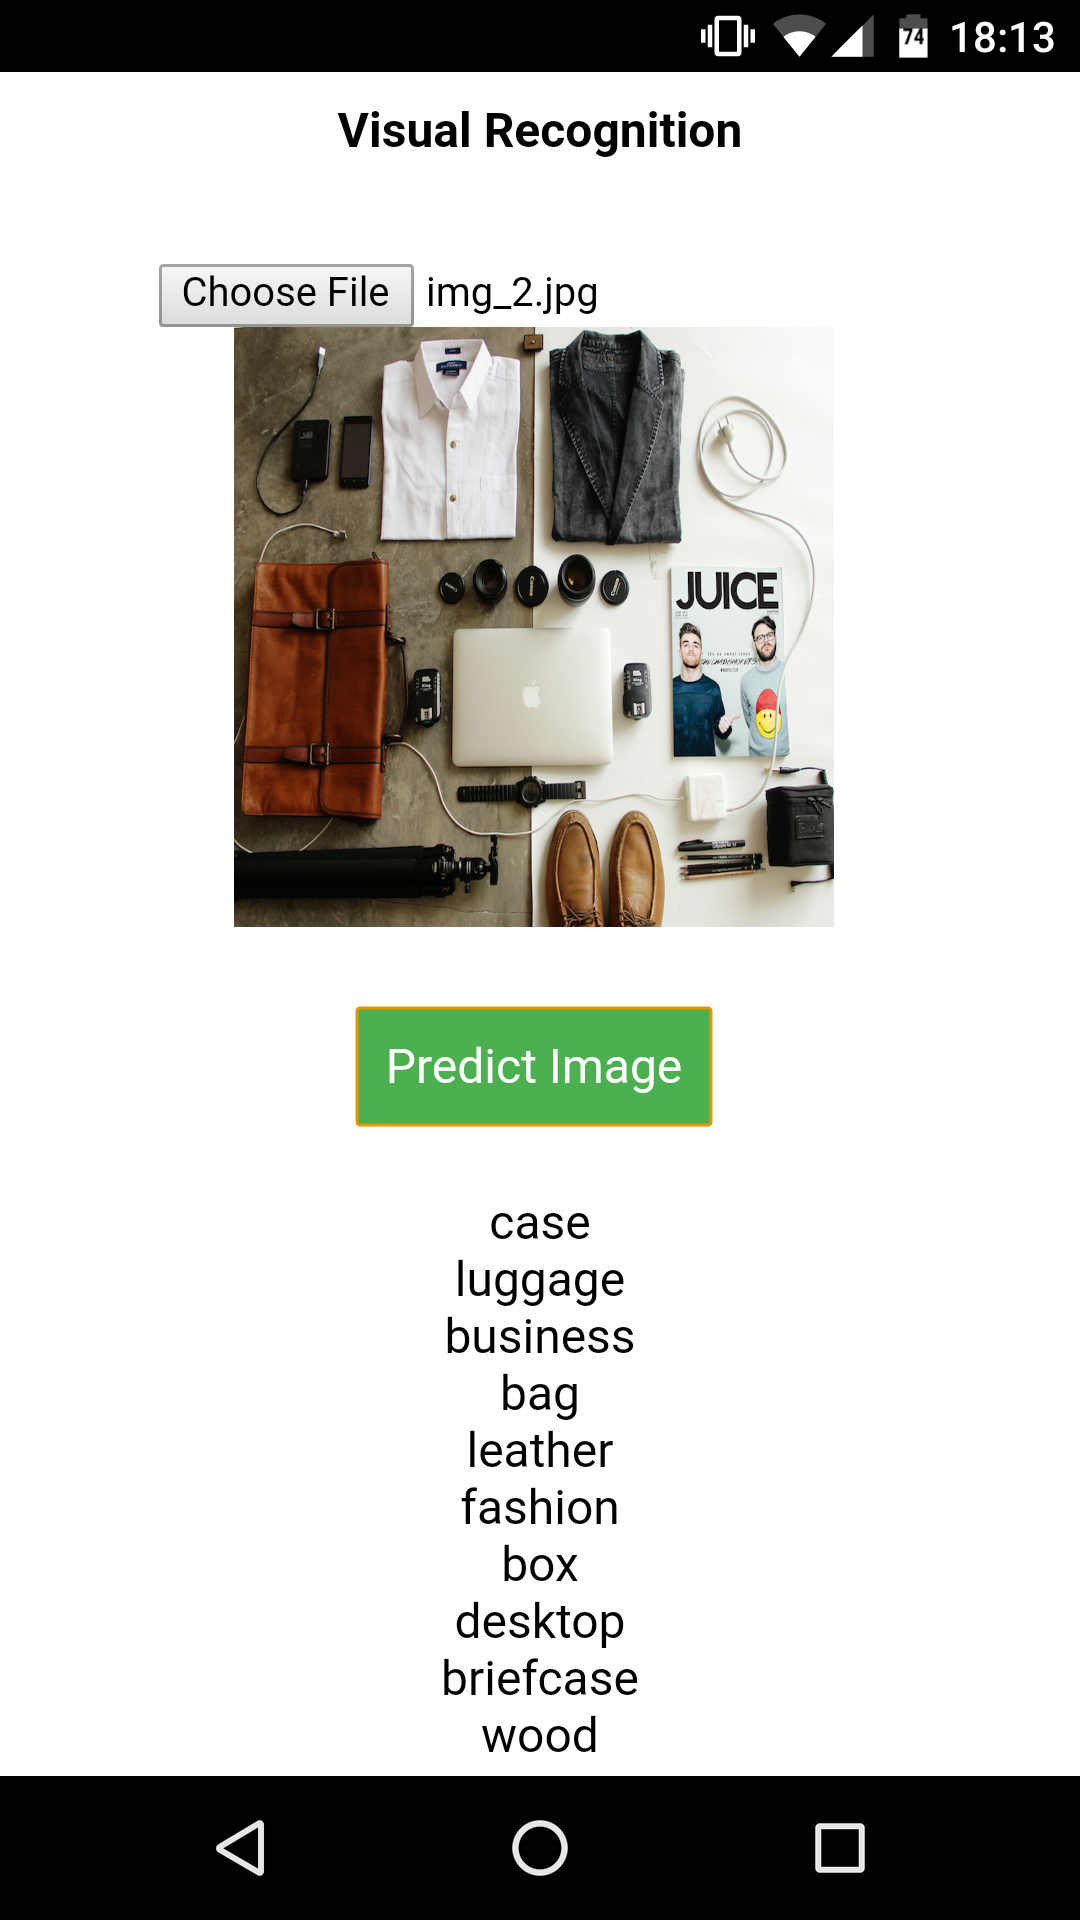 74 18:13
Visual Recognition
Choose File img_2.jpg
JUICE
Predict Image
case
luggage
business
bag
leather
fashion
box
desktop
briefcase
wood